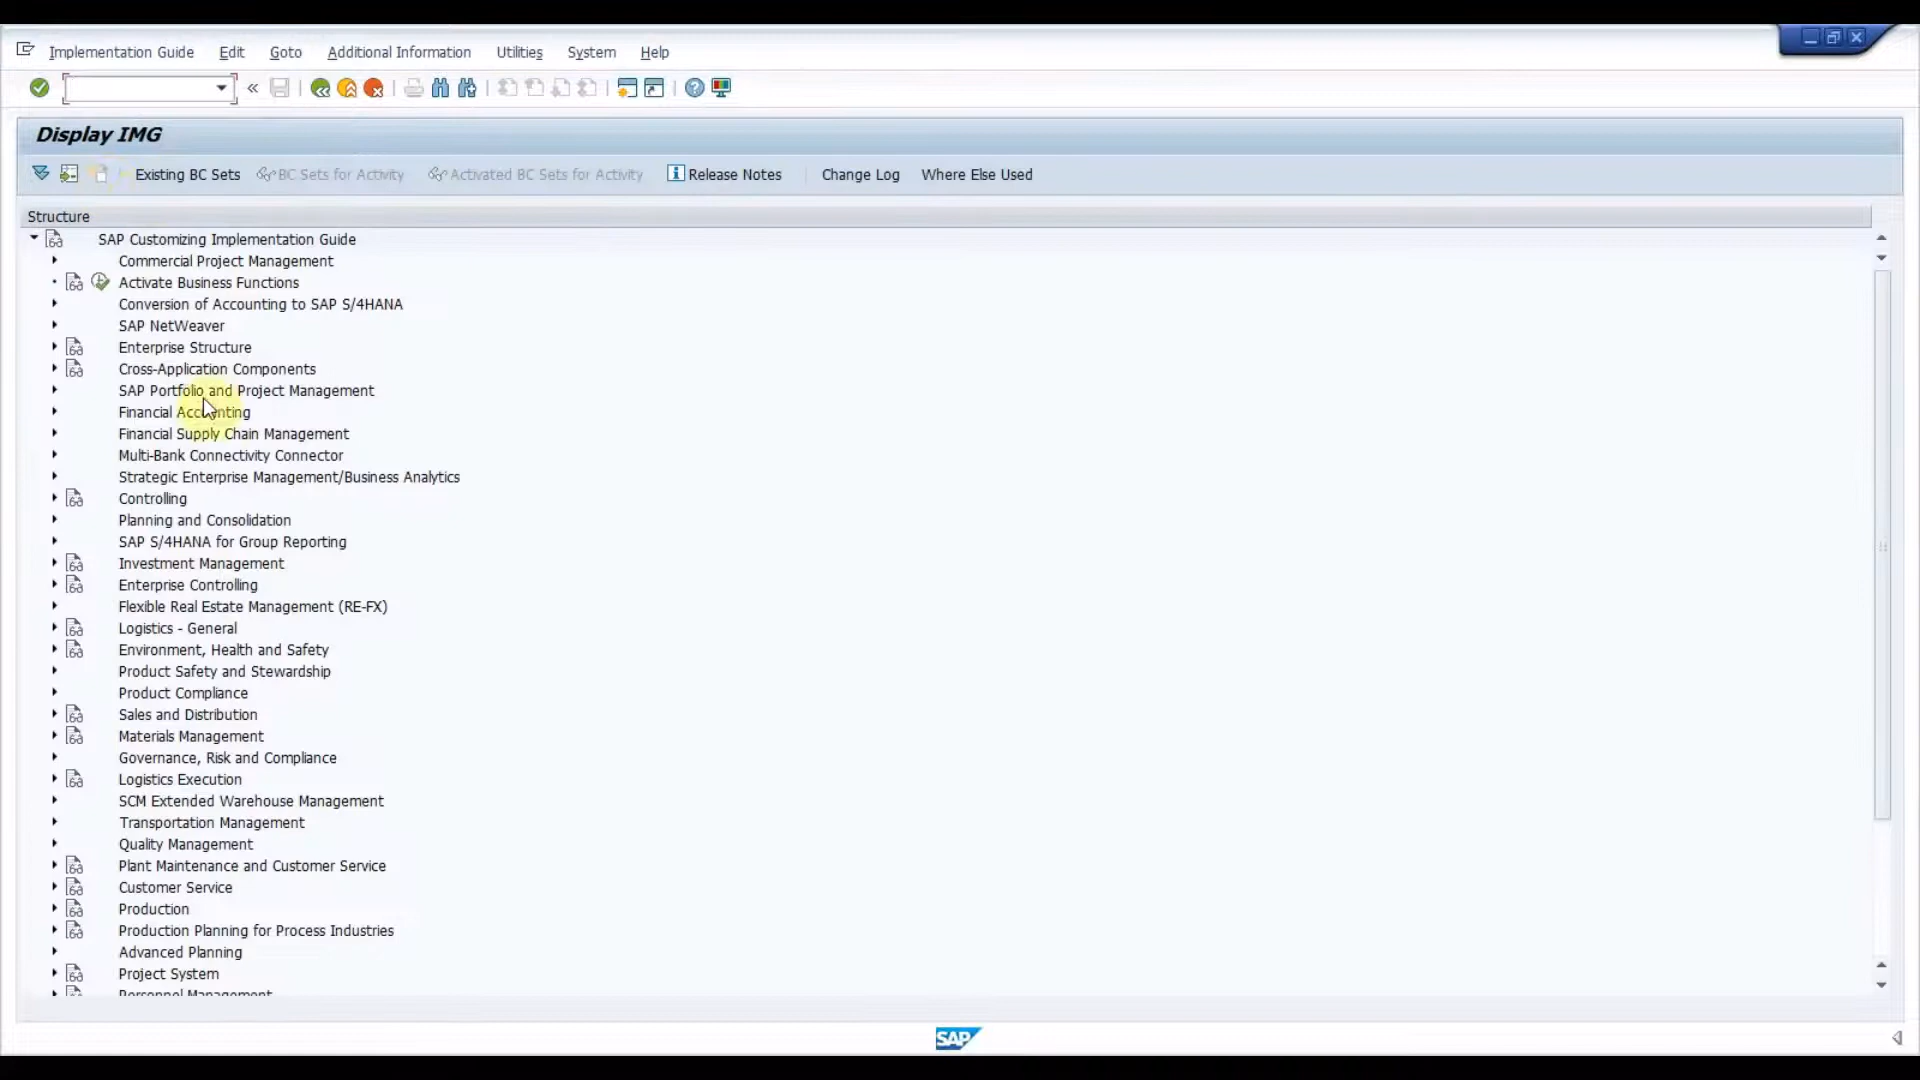 Implementation Guide Edit Goto Additional Information Utilities System Help
Display IMG
Existing BC Sets BC Sets for Activity Activated BC Sets for Activity Release Notes Change Log Where Else Used
Structure
SAP Customizing Implementation Guide
Commercial Project Management
Activate Business Functions
Conversion of Accounting to SAP S/4HANA
SAP NetWeaver
Enterprise Structure
Cross-Application Components
SAP Portfolio and Project Management
Financial Accounting
Financial Supply Chain Management
Multi-Bank Connectivity Connector
Strategic Enterprise Management/Business Analytics
Controlling
Planning and Consolidation
SAP S/4HANA for Group Reporting
Investment Management
Enterprise Controlling
Flexible Real Estate Management (RE-FX)
Logistics - General
Environment, Health and Safety
Product Safety and Stewardship
Product Compliance
Sales and Distribution
Materials Management
Governance, Risk and Compliance
Logistics Execution
SCM Extended Warehouse Management
Transportation Management
Quality Management
Plant Maintenance and Customer Service
Customer Service
Production
Production Planning for Process Industries
Advanced Planning
Project System
Personnel Management
SAP